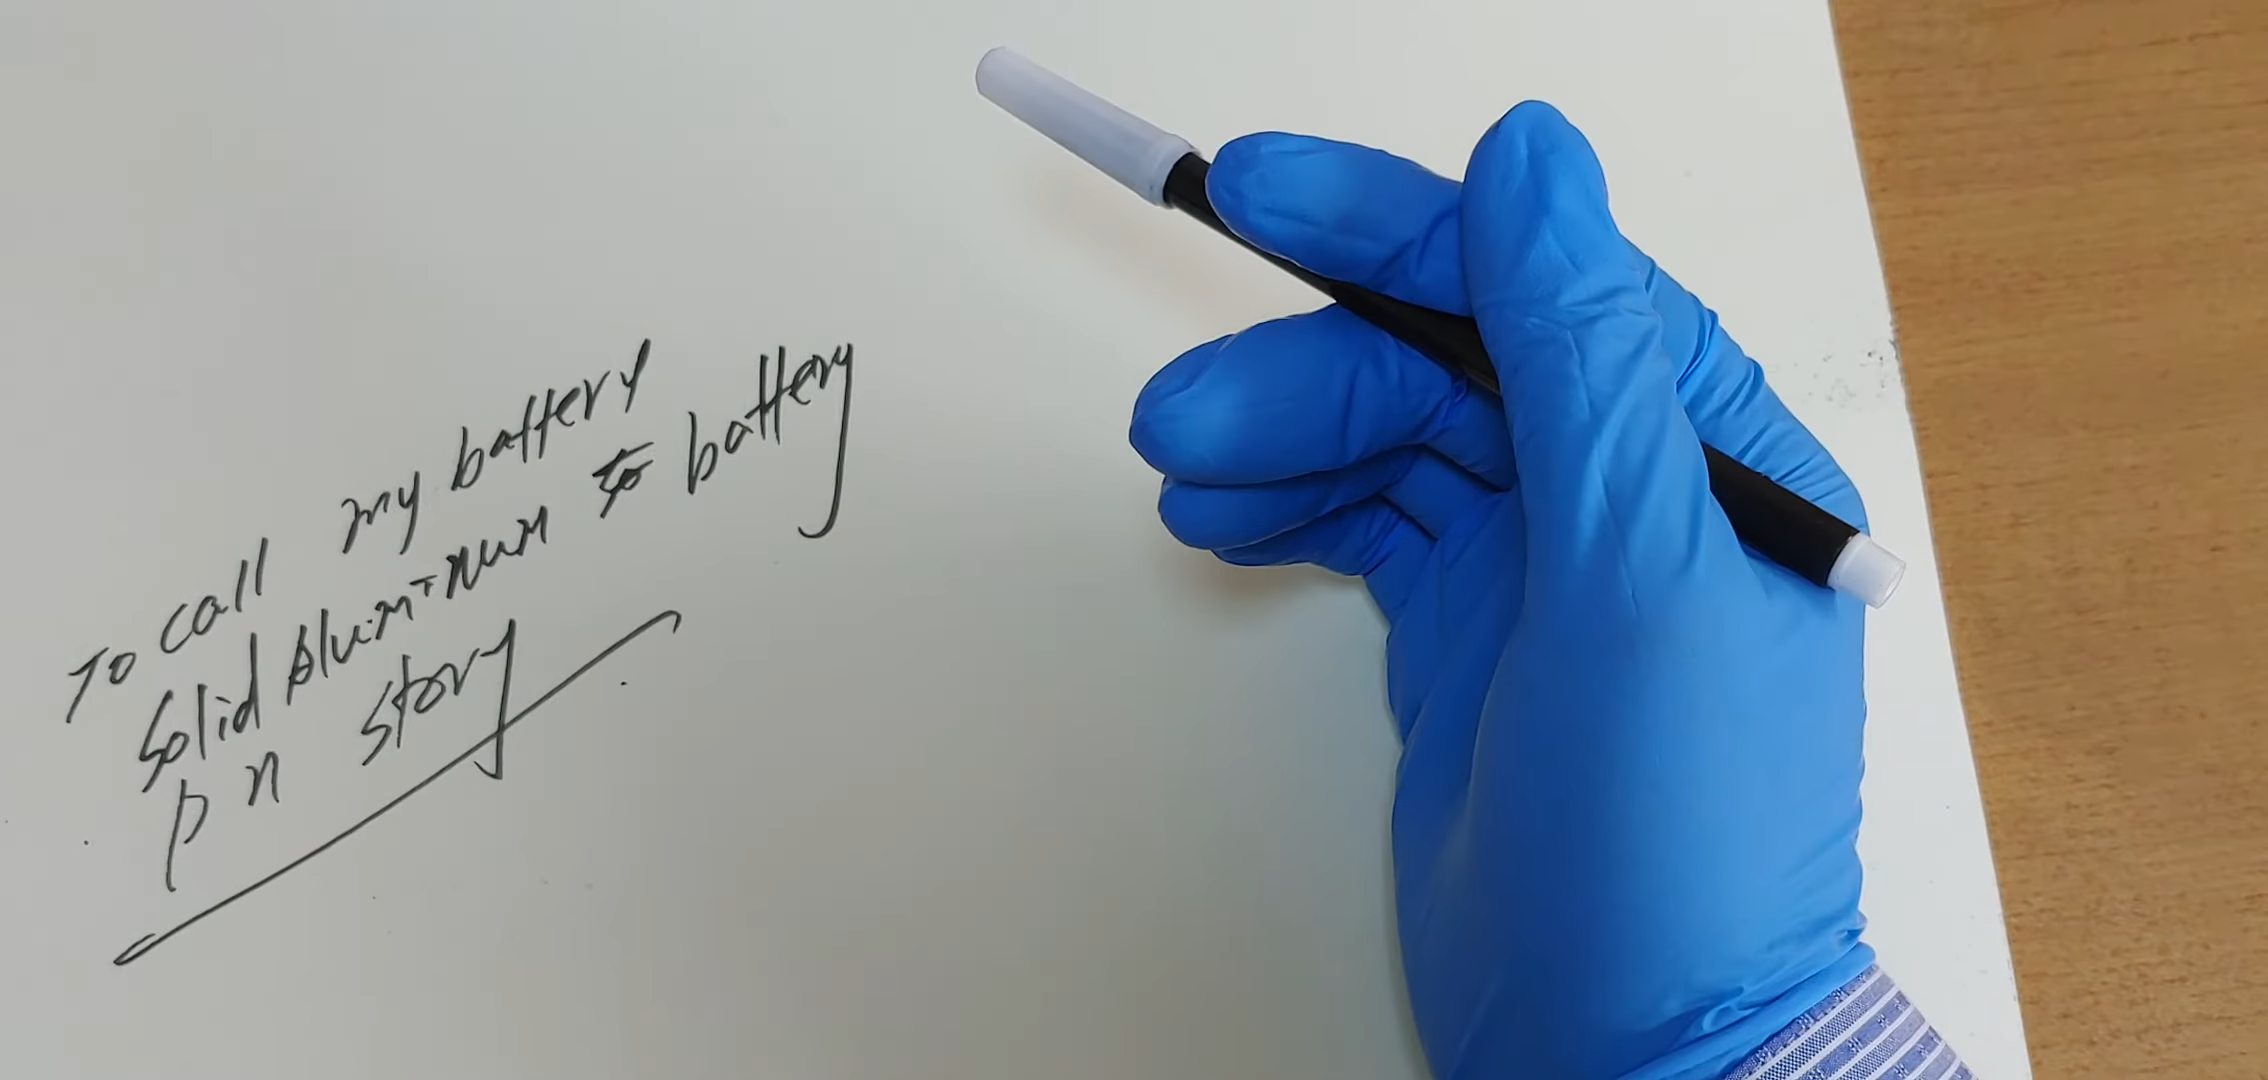 To call my battery
solid aluminum to battery
p n story